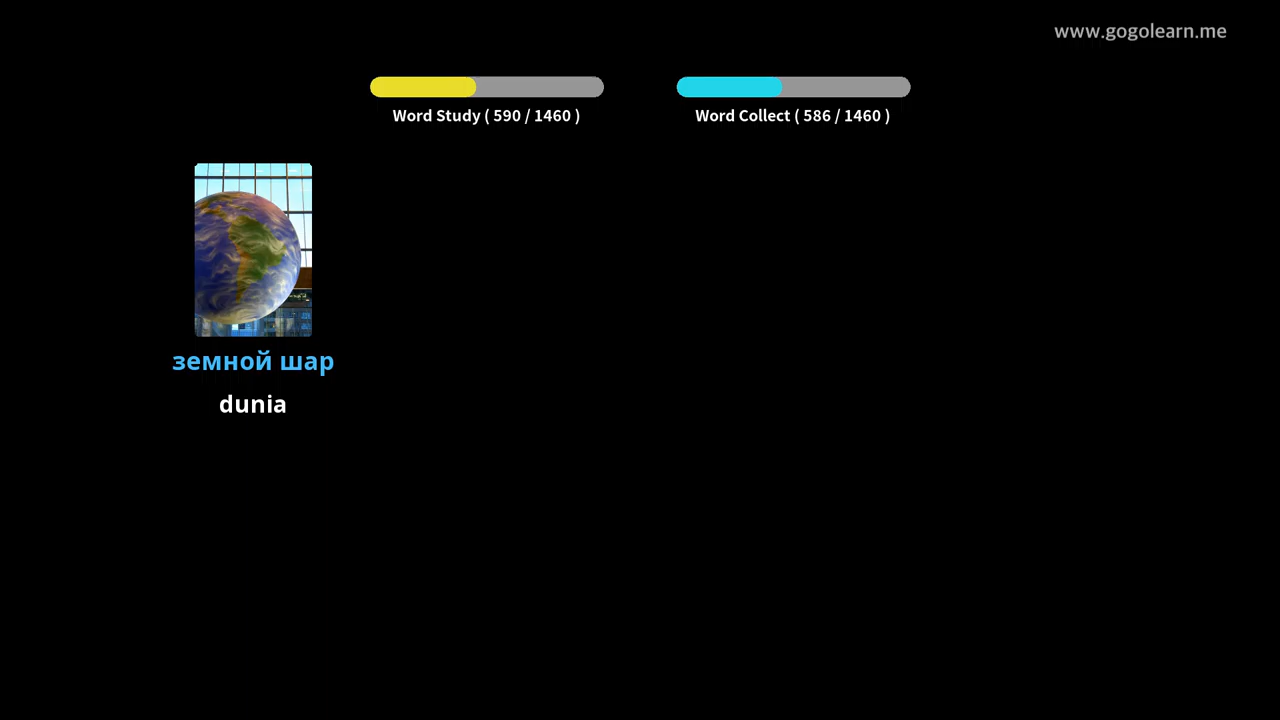 www.gogolearn.me
Word Study ( 590 / 1460 )
Word Collect ( 586 / 1460 )
земной шар
dunia